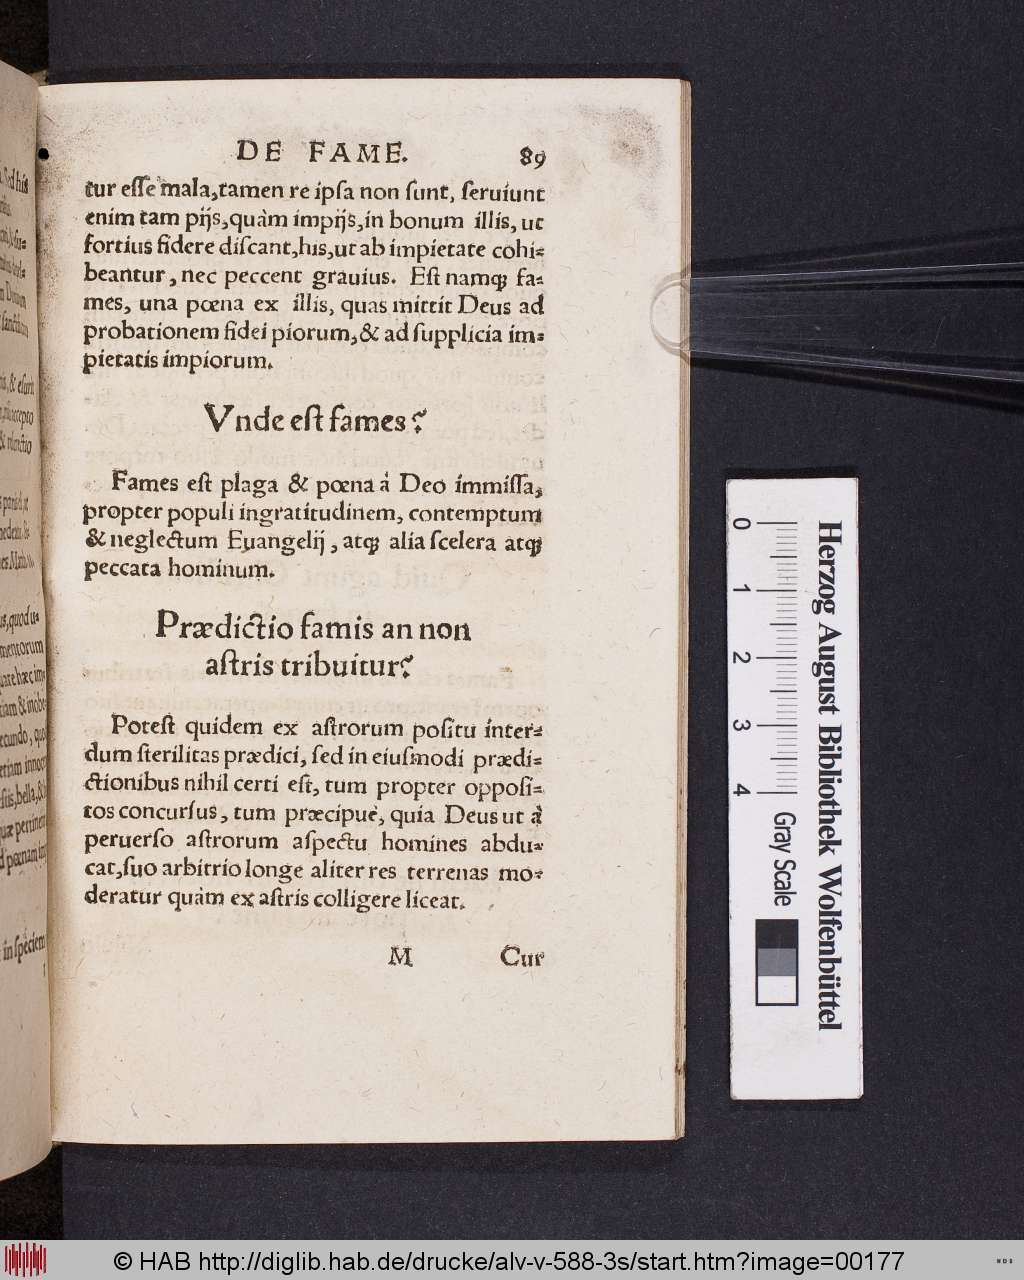 DE FAME. 89
tur eſſe mala,tamen re ipſa non ſunt, ſeruiunt
enim tam pijs,quàm impijs,in bonum illis, ut
fortius fidere diſcant,his,ut ab impietate cohi=
beantur, nec peccent grauius. Eſt namqꝫ fa=
mes, una pœna ex illis, quas mittit Deus ad
probationem fidei piorum,& ad ſupplicia im=
pietatis impiorum.
Vnde eſt fames?
Fames eſt plaga & pœna à Deo immiſſa,
propter populi ingratitudinem, contemptum
& neglectum Euangelij, atqꝫ alia ſcelera atqꝫ
peccata hominum.
Prædictio famis an non
aſtris tribuitur?
Poteſt quidem ex aſtrorum poſitu inter=
dum ſterilitas prædici, ſed in eiuſmodi prædi=
ctionibus nihil certi eſt, tum propter oppoſi=
tos concurſus, tum præcipuè, quia Deus ut à
peruerſo aſtrorum aſpectu homines abdu=
cat,ſuo arbitrio longe aliter res terrenas mo=
deratur quàm ex aſtris colligere liceat.
M Cur
in ſpeciem
0 1 2 3 4
Gray Scale
Herzog August Bibliothek Wolfenbüttel
© HAB http://diglib.hab.de/drucke/alv-v-588-3s/start.htm?image=00177